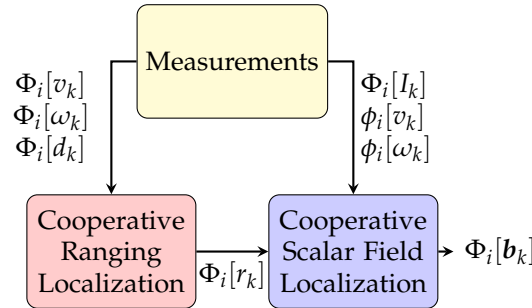 Measurements
Φᵢ[vₖ]
Φᵢ[ωₖ]
Φᵢ[dₖ]
Φᵢ[Iₖ]
ϕᵢ[vₖ]
ϕᵢ[ωₖ]
Cooperative
Ranging
Localization
Φᵢ[rₖ]
Cooperative
Scalar Field
Localization
Φᵢ[𝒃ₖ]